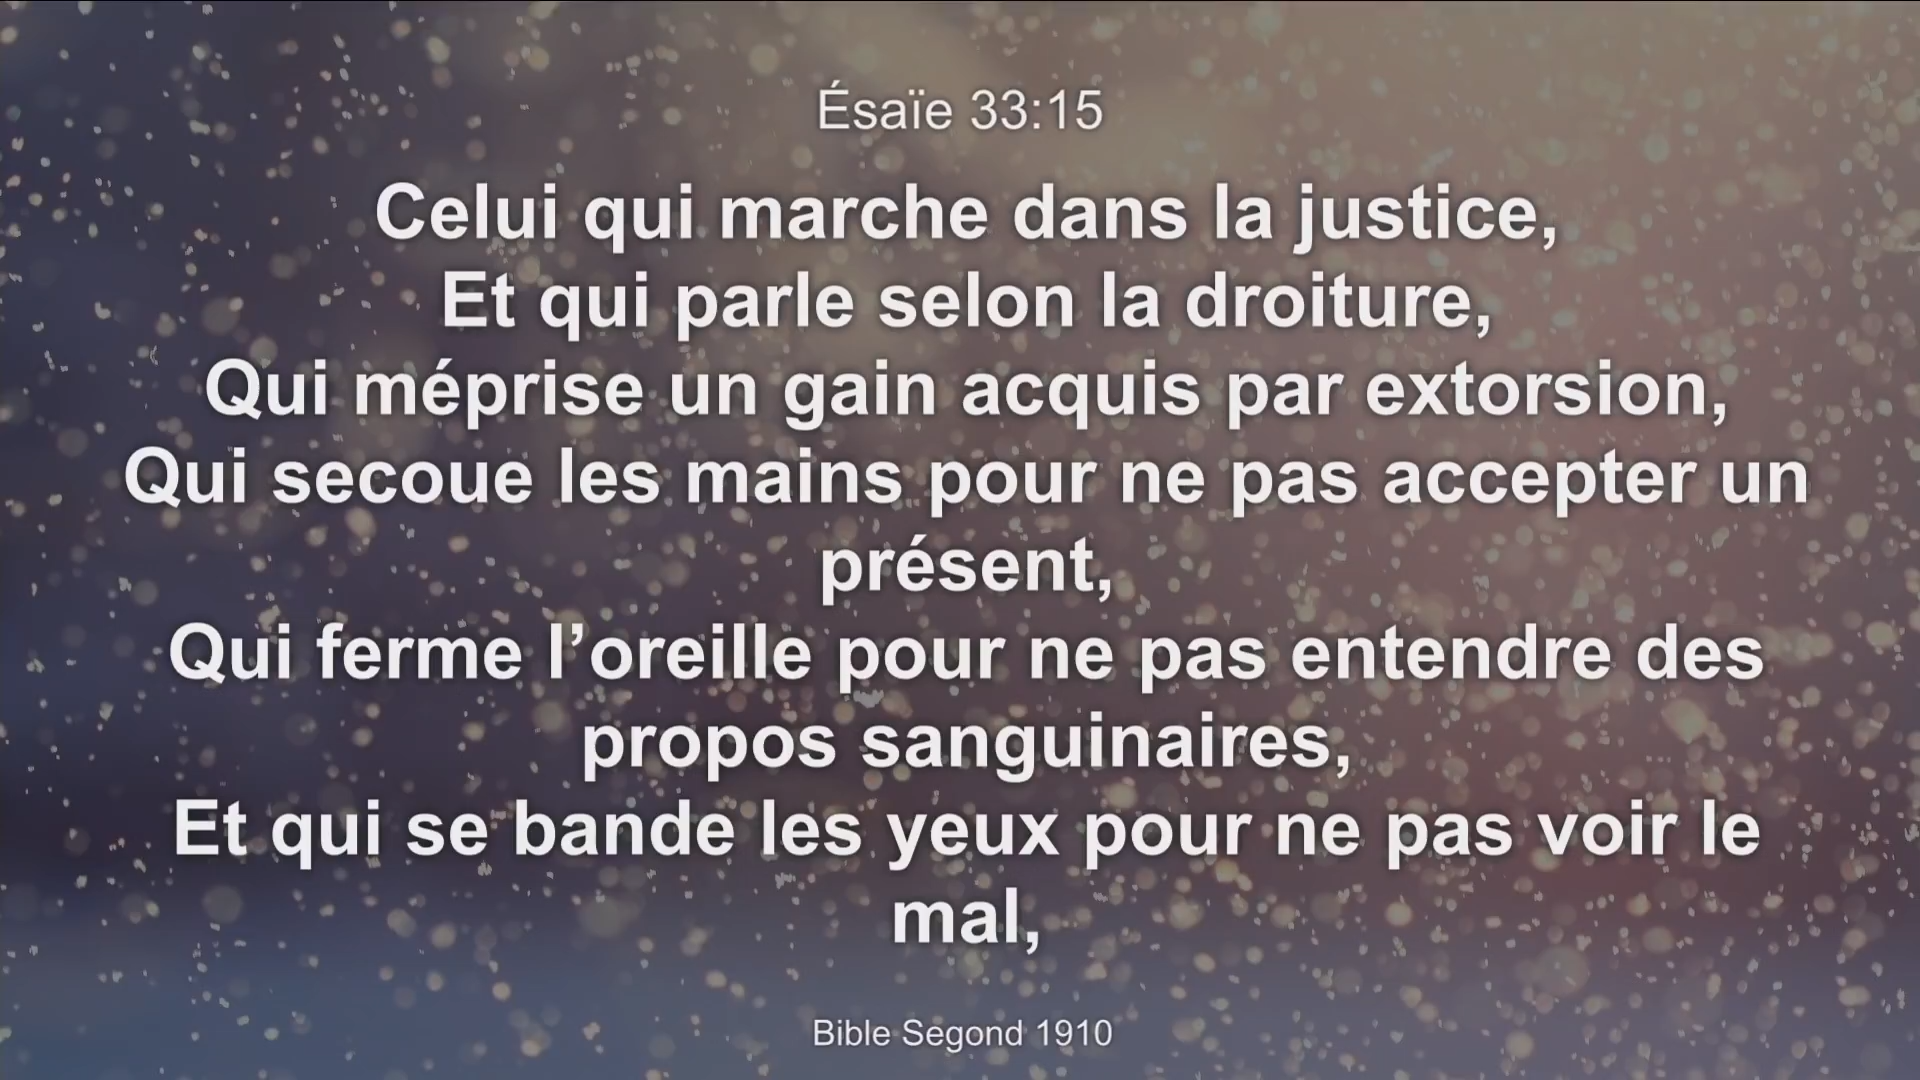 Ésaïe 33:15
Celui qui marche dans la justice,
Et qui parle selon la droiture,
Qui méprise un gain acquis par extorsion,
Qui secoue les mains pour ne pas accepter un
présent,
Qui ferme l’oreille pour ne pas entendre des
propos sanguinaires,
Et qui se bande les yeux pour ne pas voir le
mal,
Bible Segond 1910